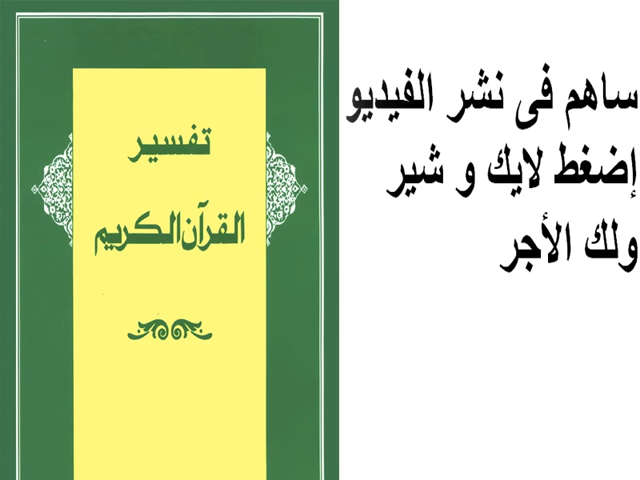 تفسير
القرآن الكريم
ساهم فى نشر الفيديو
إضغط لايك و شير
ولك الأجر